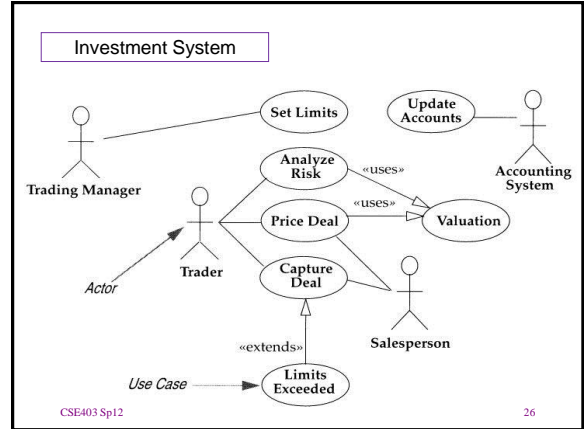 Investment System
Set Limits
Update
Accounts
Trading Manager
Analyze
Risk
«uses»
Accounting
System
«uses»
Price Deal
Valuation
Trader
Actor
Capture
Deal
Salesperson
«extends»
Use Case
Limits
Exceeded
CSE403 Sp12
26